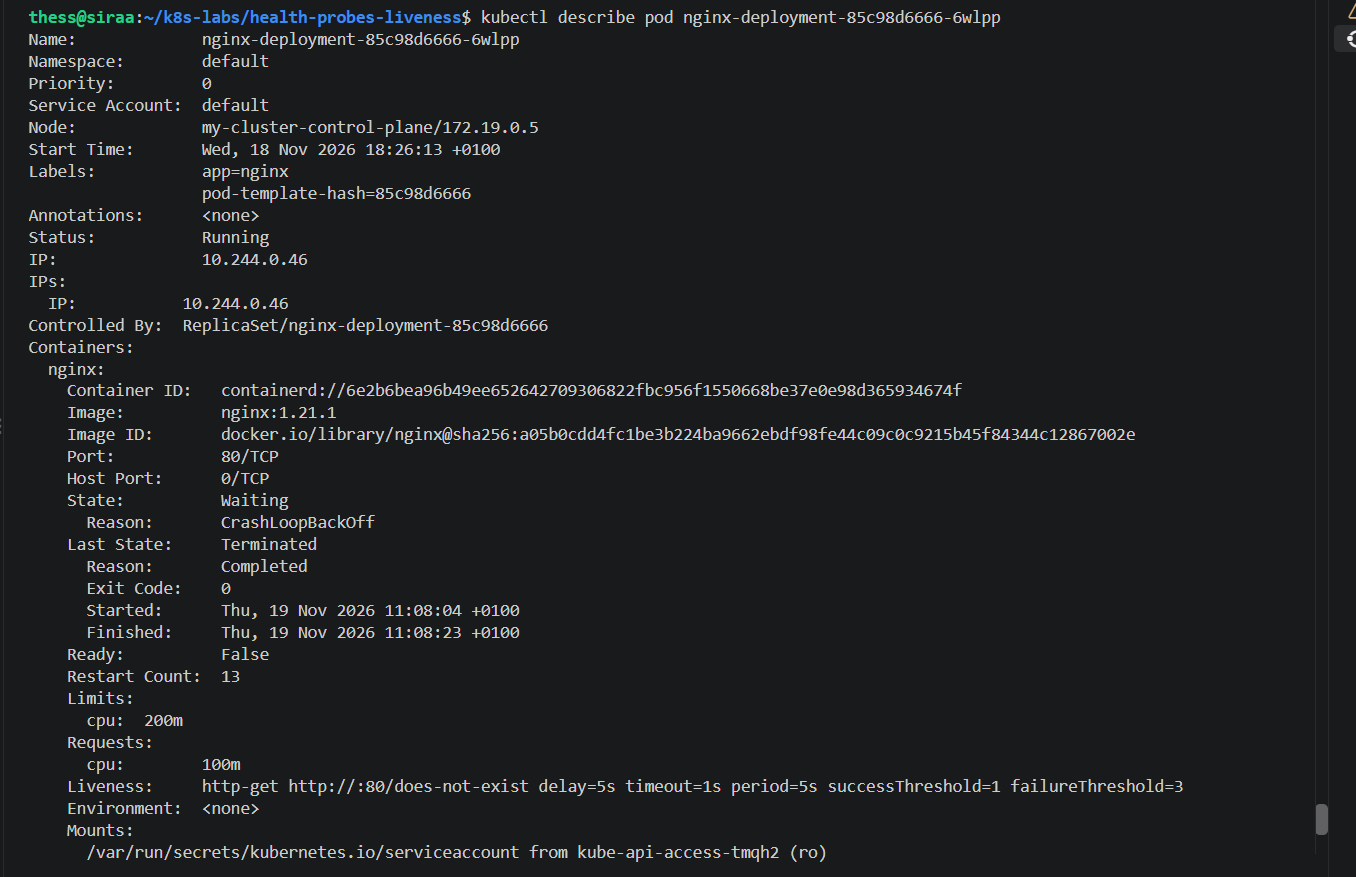 thess@siraa:~/k8s-labs/health-probes-liveness$ kubectl describe pod nginx-deployment-85c98d6666-6wlpp
Name:             nginx-deployment-85c98d6666-6wlpp
Namespace:        default
Priority:         0
Service Account:  default
Node:             my-cluster-control-plane/172.19.0.5
Start Time:       Wed, 18 Nov 2026 18:26:13 +0100
Labels:           app=nginx
                  pod-template-hash=85c98d6666
Annotations:      <none>
Status:           Running
IP:               10.244.0.46
IPs:
  IP:           10.244.0.46
Controlled By:  ReplicaSet/nginx-deployment-85c98d6666
Containers:
  nginx:
    Container ID:   containerd://6e2b6bea96b49ee652642709306822fbc956f1550668be37e0e98d365934674f
    Image:          nginx:1.21.1
    Image ID:       docker.io/library/nginx@sha256:a05b0cdd4fc1be3b224ba9662ebdf98fe44c09c0c9215b45f84344c12867002e
    Port:           80/TCP
    Host Port:      0/TCP
    State:          Waiting
      Reason:       CrashLoopBackOff
    Last State:     Terminated
      Reason:       Completed
      Exit Code:    0
      Started:      Thu, 19 Nov 2026 11:08:04 +0100
      Finished:     Thu, 19 Nov 2026 11:08:23 +0100
    Ready:          False
    Restart Count:  13
    Limits:
      cpu:  200m
    Requests:
      cpu:        100m
    Liveness:     http-get http://:80/does-not-exist delay=5s timeout=1s period=5s successThreshold=1 failureThreshold=3
    Environment:  <none>
    Mounts:
      /var/run/secrets/kubernetes.io/serviceaccount from kube-api-access-tmqh2 (ro)